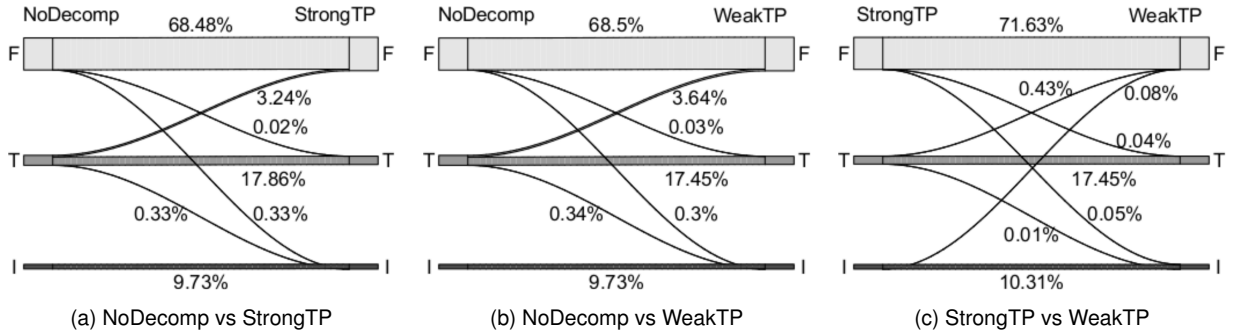 NoDecomp StrongTP
68.48%
F F
3.24%
0.02%
T T
17.86%
0.33% 0.33%
I I
9.73%
(a) NoDecomp vs StrongTP
NoDecomp WeakTP
68.5%
F F
3.64%
0.03%
T T
17.45%
0.34% 0.3%
I I
9.73%
(b) NoDecomp vs WeakTP
StrongTP WeakTP
71.63%
F F
0.43% 0.08%
0.04%
T T
17.45%
0.05%
0.01%
I I
10.31%
(c) StrongTP vs WeakTP